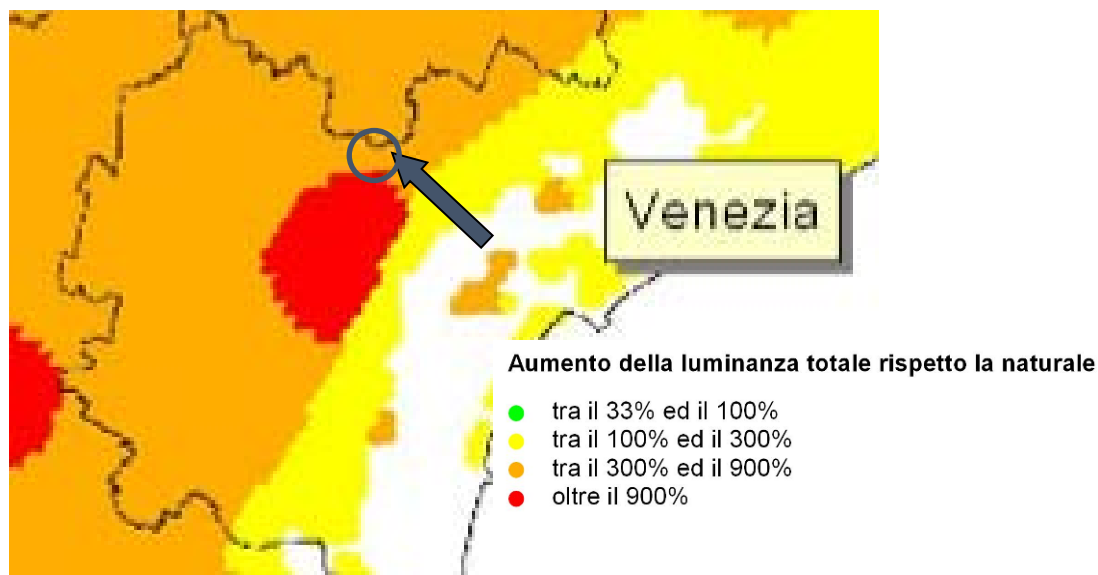 Venezia
Aumento della luminanza totale rispetto la naturale
tra il 33% ed il 100%
tra il 100% ed il 300%
tra il 300% ed il 900%
oltre il 900%